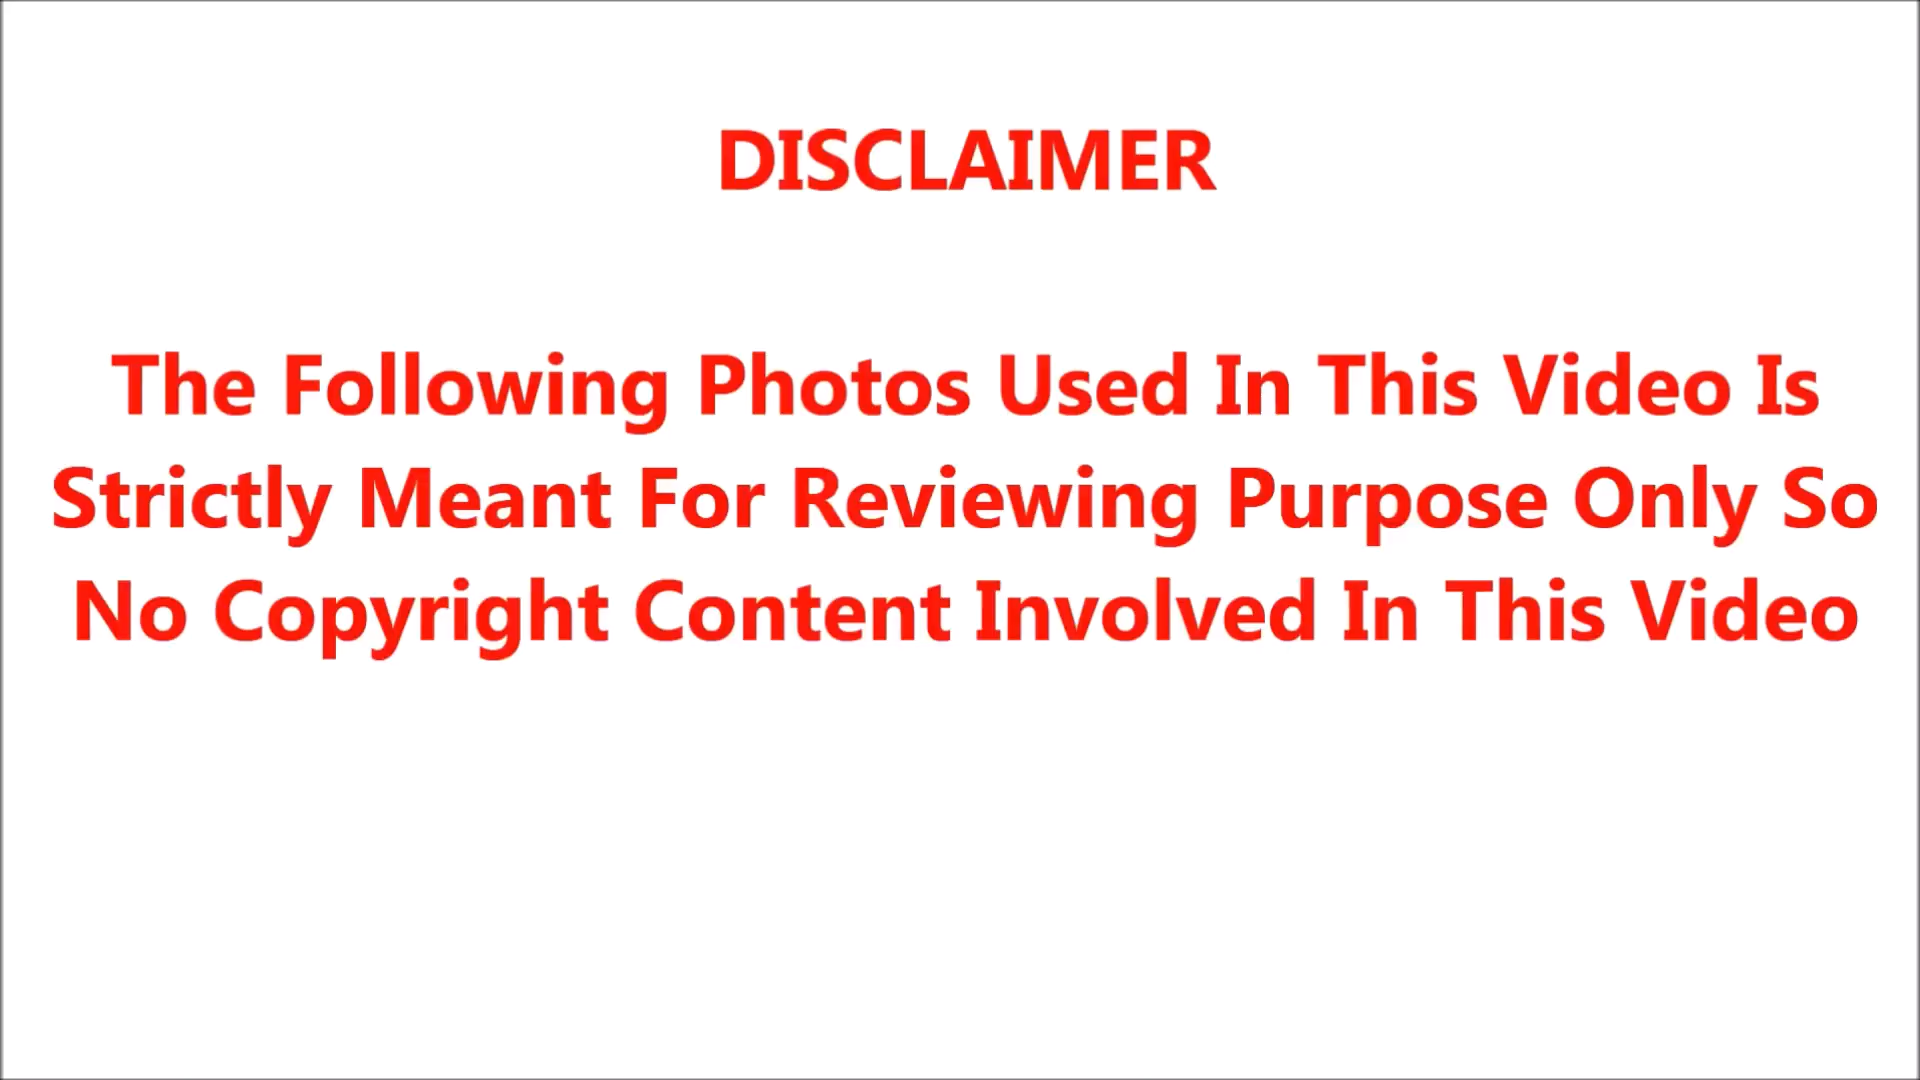 DISCLAIMER
The Following Photos Used In This Video Is
Strictly Meant For Reviewing Purpose Only So
No Copyright Content Involved In This Video